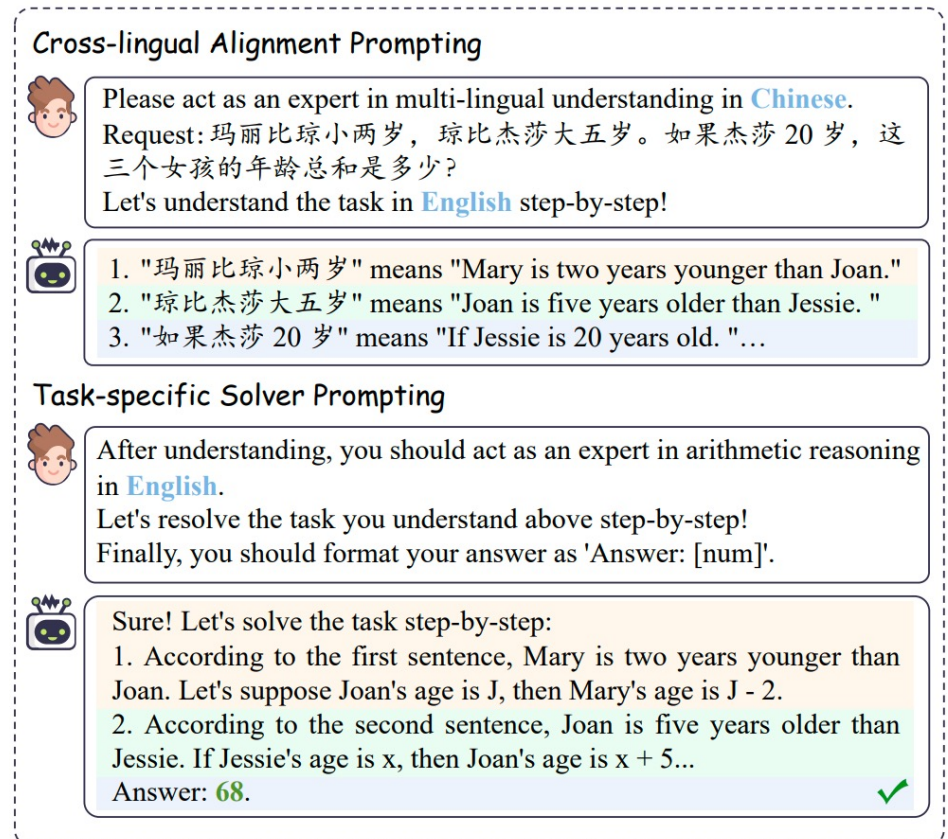 Cross-lingual Alignment Prompting
Please act as an expert in multi-lingual understanding in Chinese.
Request: 玛丽比琼小两岁，琼比杰莎大五岁。如果杰莎 20 岁，这
三个女孩的年龄总和是多少?
Let's understand the task in English step-by-step!
1. "玛丽比琼小两岁" means "Mary is two years younger than Joan."
2. "琼比杰莎大五岁" means "Joan is five years older than Jessie. "
3. "如果杰莎 20 岁" means "If Jessie is 20 years old. "…
Task-specific Solver Prompting
After understanding, you should act as an expert in arithmetic reasoning
in English.
Let's resolve the task you understand above step-by-step!
Finally, you should format your answer as 'Answer: [num]'.
Sure! Let's solve the task step-by-step:
1. According to the first sentence, Mary is two years younger than
Joan. Let's suppose Joan's age is J, then Mary's age is J - 2.
2. According to the second sentence, Joan is five years older than
Jessie. If Jessie's age is x, then Joan's age is x + 5...
Answer: 68.